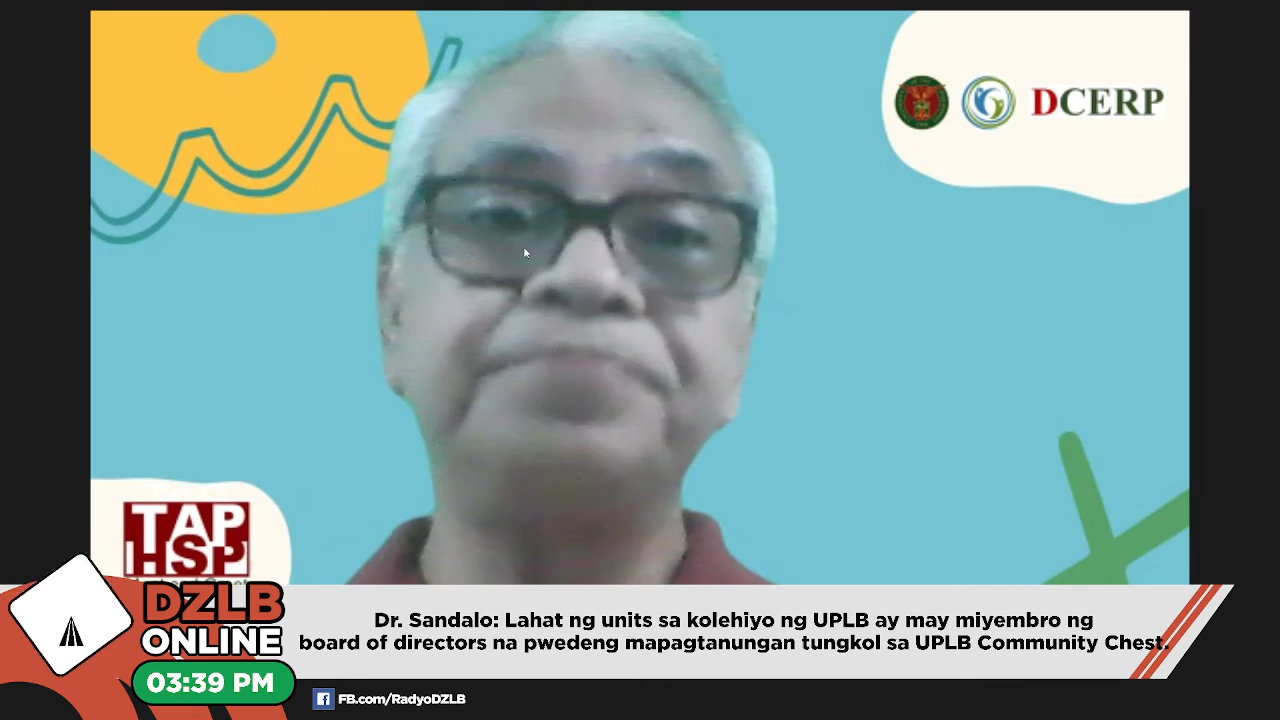 DCERP
TAP
HSP
DZLB
ONLINE
03:39 PM
Dr. Sandalo: Lahat ng units sa kolehiyo ng UPLB ay may miyembro ng
board of directors na pwedeng mapagtanungan tungkol sa UPLB Community Chest.
FB.com/RadyoDZLB